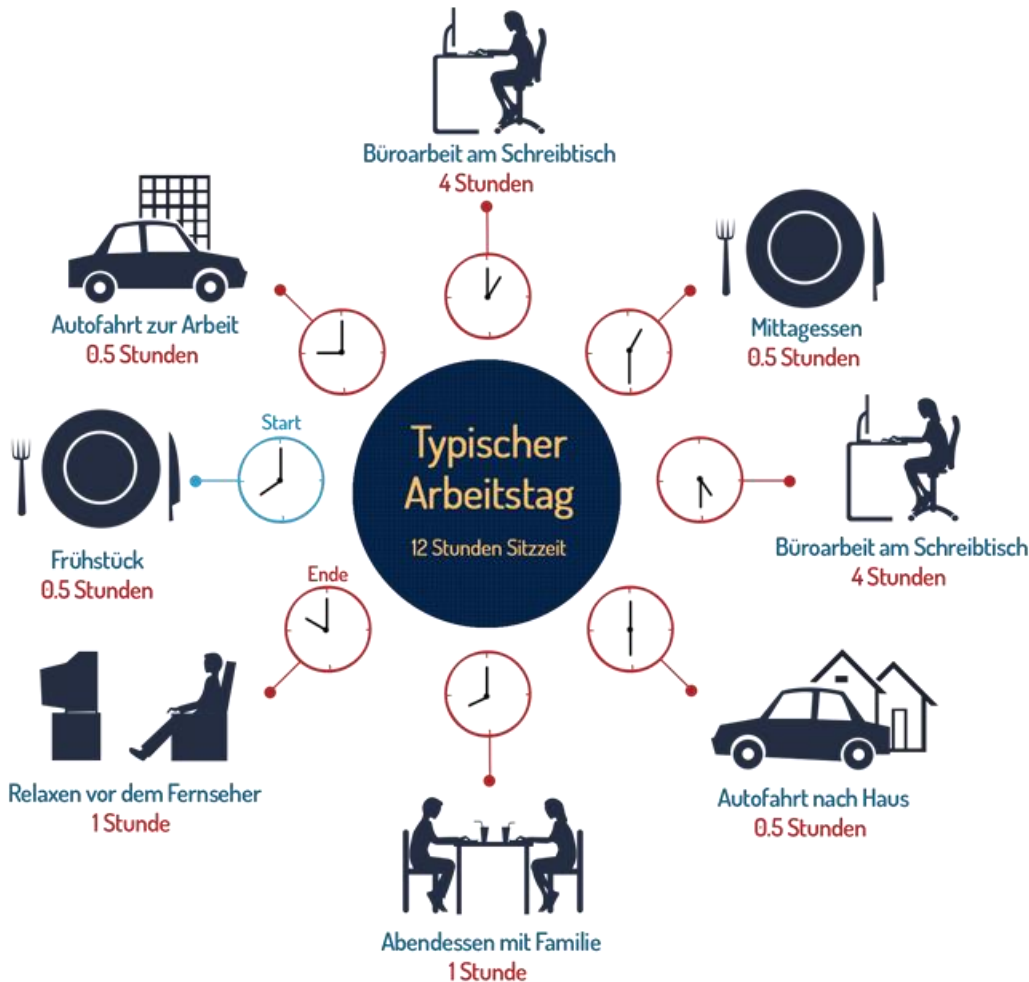 Büroarbeit am Schreibtisch
4 Stunden
Mittagessen
0.5 Stunden
Autofahrt zur Arbeit
0.5 Stunden
Start
Typischer
Arbeitstag
12 Stunden Sitzzeit
Büroarbeit am Schreibtisch
4 Stunden
Frühstück
0.5 Stunden
Ende
Relaxen vor dem Fernseher
1 Stunde
Autofahrt nach Haus
0.5 Stunden
Abendessen mit Familie
1 Stunde